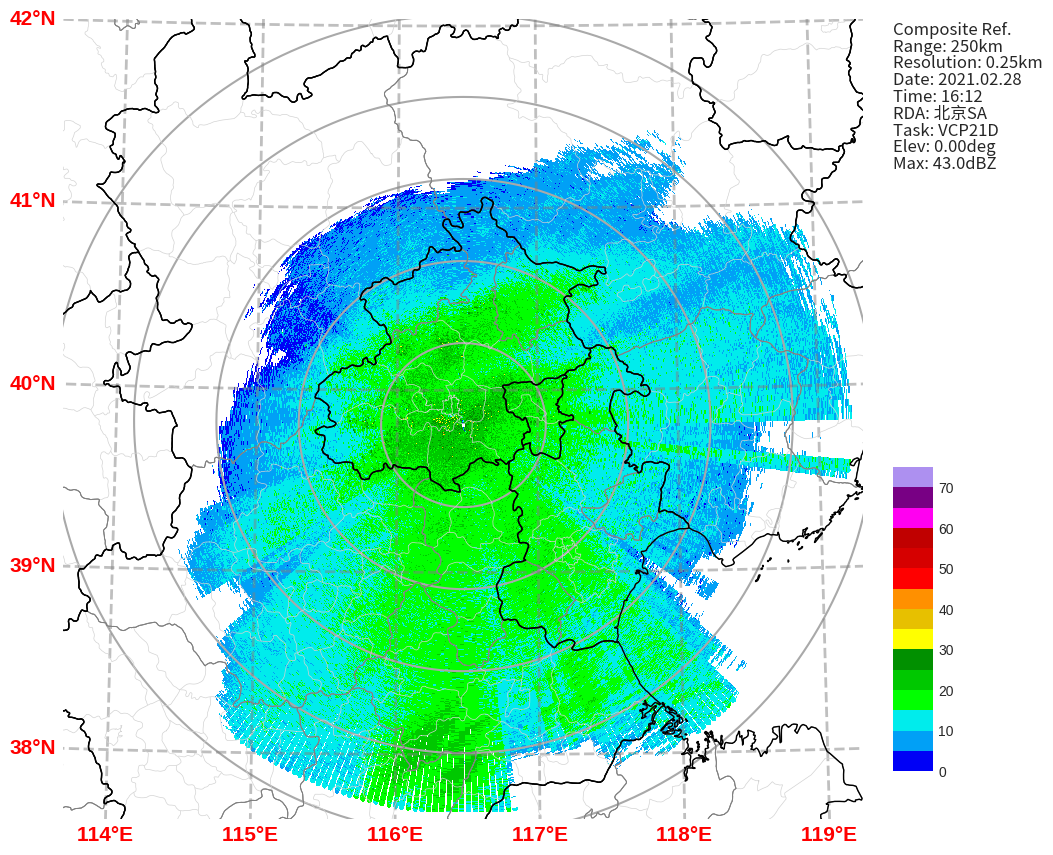 42°N
41°N
40°N
39°N
38°N
114°E
115°E
116°E
117°E
118°E
119°E
Composite Ref.
Range: 250km
Resolution: 0.25km
Date: 2021.02.28
Time: 16:12
RDA: 北京SA
Task: VCP21D
Elev: 0.00deg
Max: 43.0dBZ
70
60
50
40
30
20
10
0